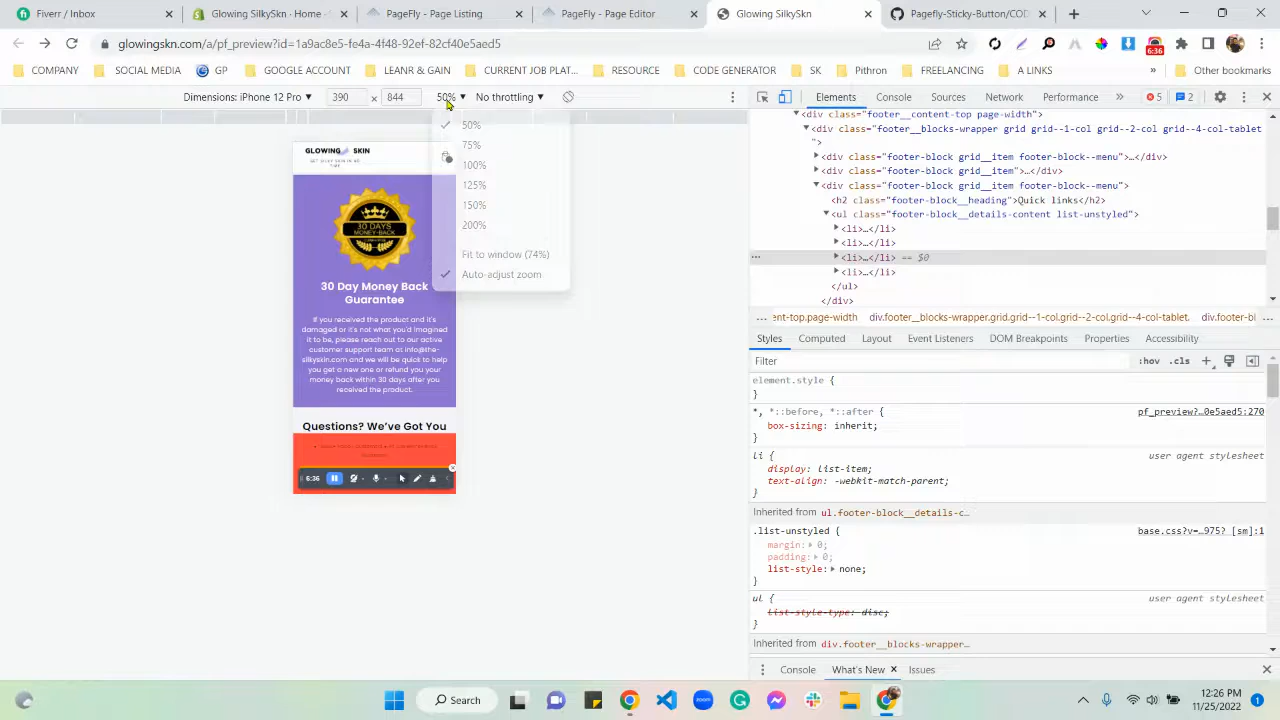 Home - Fiverr
Glowing SilkySkn · Home · Shopif
PageFly - Page Listing
PageFly - Page Editor
Glowing SilkySkn
Pagefly-Sticky-Button/CODE
glowingskn.com/a/pf_preview?id=1a9ac8e5-fe4a-4f48-92ef-82cf40e5aed5
6:36
COMPANY
SOCIAL MEDIA
GP
GOOGLE ACCOUNT
LEANR & GAIN
CURRENT JOB PLAT...
RESOURCE
CODE GENERATOR
SK
PIPING
FREELANCING
A
»
Other bookmarks
Dimensions: iPhone 12 Pro
390
×
844
50%
No throttling
Elements
Sources
Network
Performance
»
5
2
50%
75%
100%
125%
150%
200%
Fit to window (74%)
Auto-adjust zoom
GLOWING SKIN
30 DAYS
MONEY-BACK
30 Day Money Back
Guarantee
If you received the product and it's
damaged or it's not what you'd imagined
it to be, please reach out to our active
customer support team at info@the-
silkyskin.com and we will be quick to help
you get a new one or refund you your
money back within 30 days after you
received the product.
Questions? We've Got You
6:36
<div class="footer__content-top page-width">
<div class="footer__blocks-wrapper grid grid--1-col grid--2-col grid--4-col-tablet
">
<div class="footer-block grid__item footer-block--menu">…</div>
<div class="footer-block grid__item">…</div>
<div class="footer-block grid__item footer-block--menu">
<h2 class="footer-block__heading">Quick links</h2>
<ul class="footer-block__details-content list-unstyled">
<li>…</li>
<li>…</li>
<li>…</li> == $0
<li>…</li>
</ul>
</div>
... ent-top.page-width
div.footer__blocks-wrapper.grid.grid--1-col.grid--2-col.grid--4-col-tablet.
div.footer-bl ...
Styles
Computed
Layout
Event Listeners
DOM Breakpoints
Properties
Accessibility
Filter
:hov
.cls
element.style {
}
*, *::before, *::after {
pf_preview?…0e5aed5:270
box-sizing: inherit;
}
li {
user agent stylesheet
display: list-item;
text-align: -webkit-match-parent;
}
Inherited from ul.footer-block__details-c…
.list-unstyled {
base.css?v=…975? [sm]:1
margin: 0;
padding: 0;
list-style: none;
}
ul {
user agent stylesheet
list-style-type: disc;
}
Inherited from div.footer__blocks-wrapper…
Console
What's New
Issues
Search
zoom
12:26 PM
11/25/2022
1